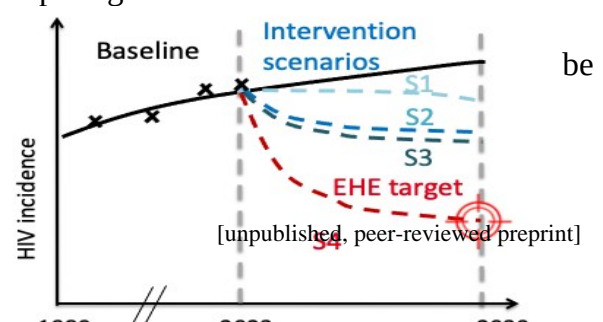 Baseline
Intervention
scenarios
be
S1
S2
S3
EHE target
[unpublished, peer-reviewed preprint]
S4
HIV incidence